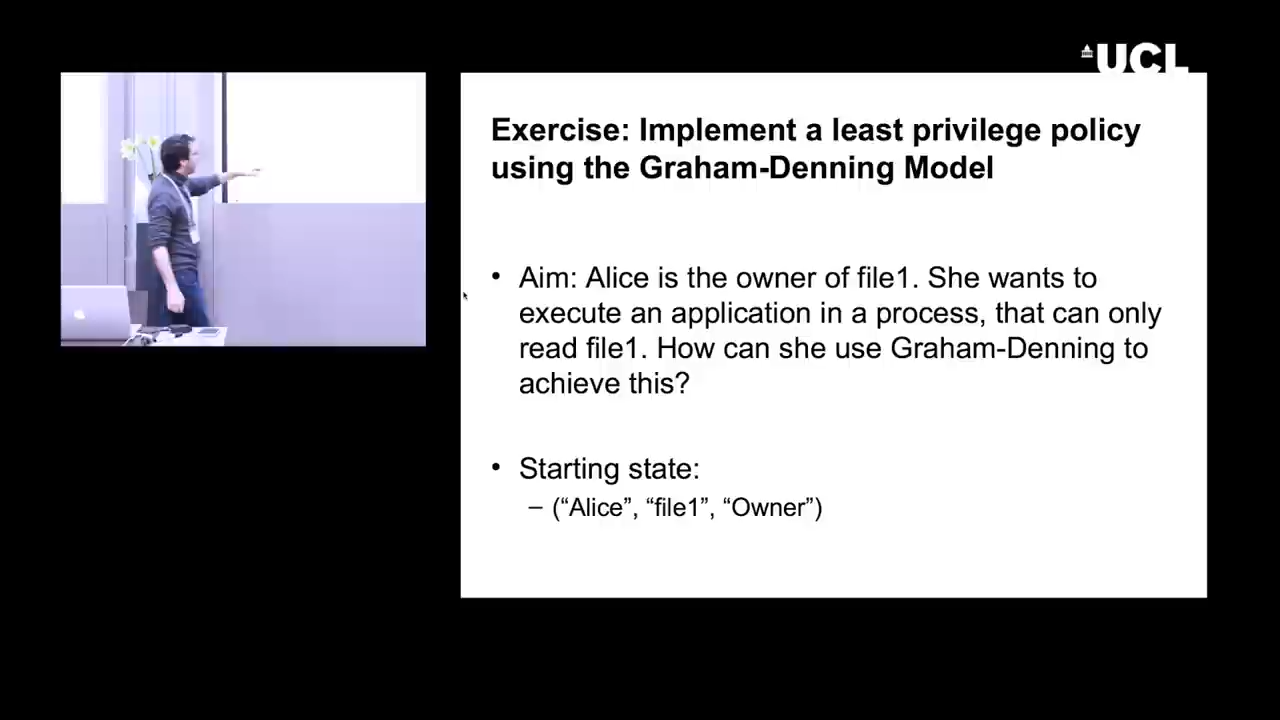 UCL
Exercise: Implement a least privilege policy
using the Graham-Denning Model
• Aim: Alice is the owner of file1. She wants to
execute an application in a process, that can only
read file1. How can she use Graham-Denning to
achieve this?
• Starting state:
– (“Alice”, “file1”, “Owner”)